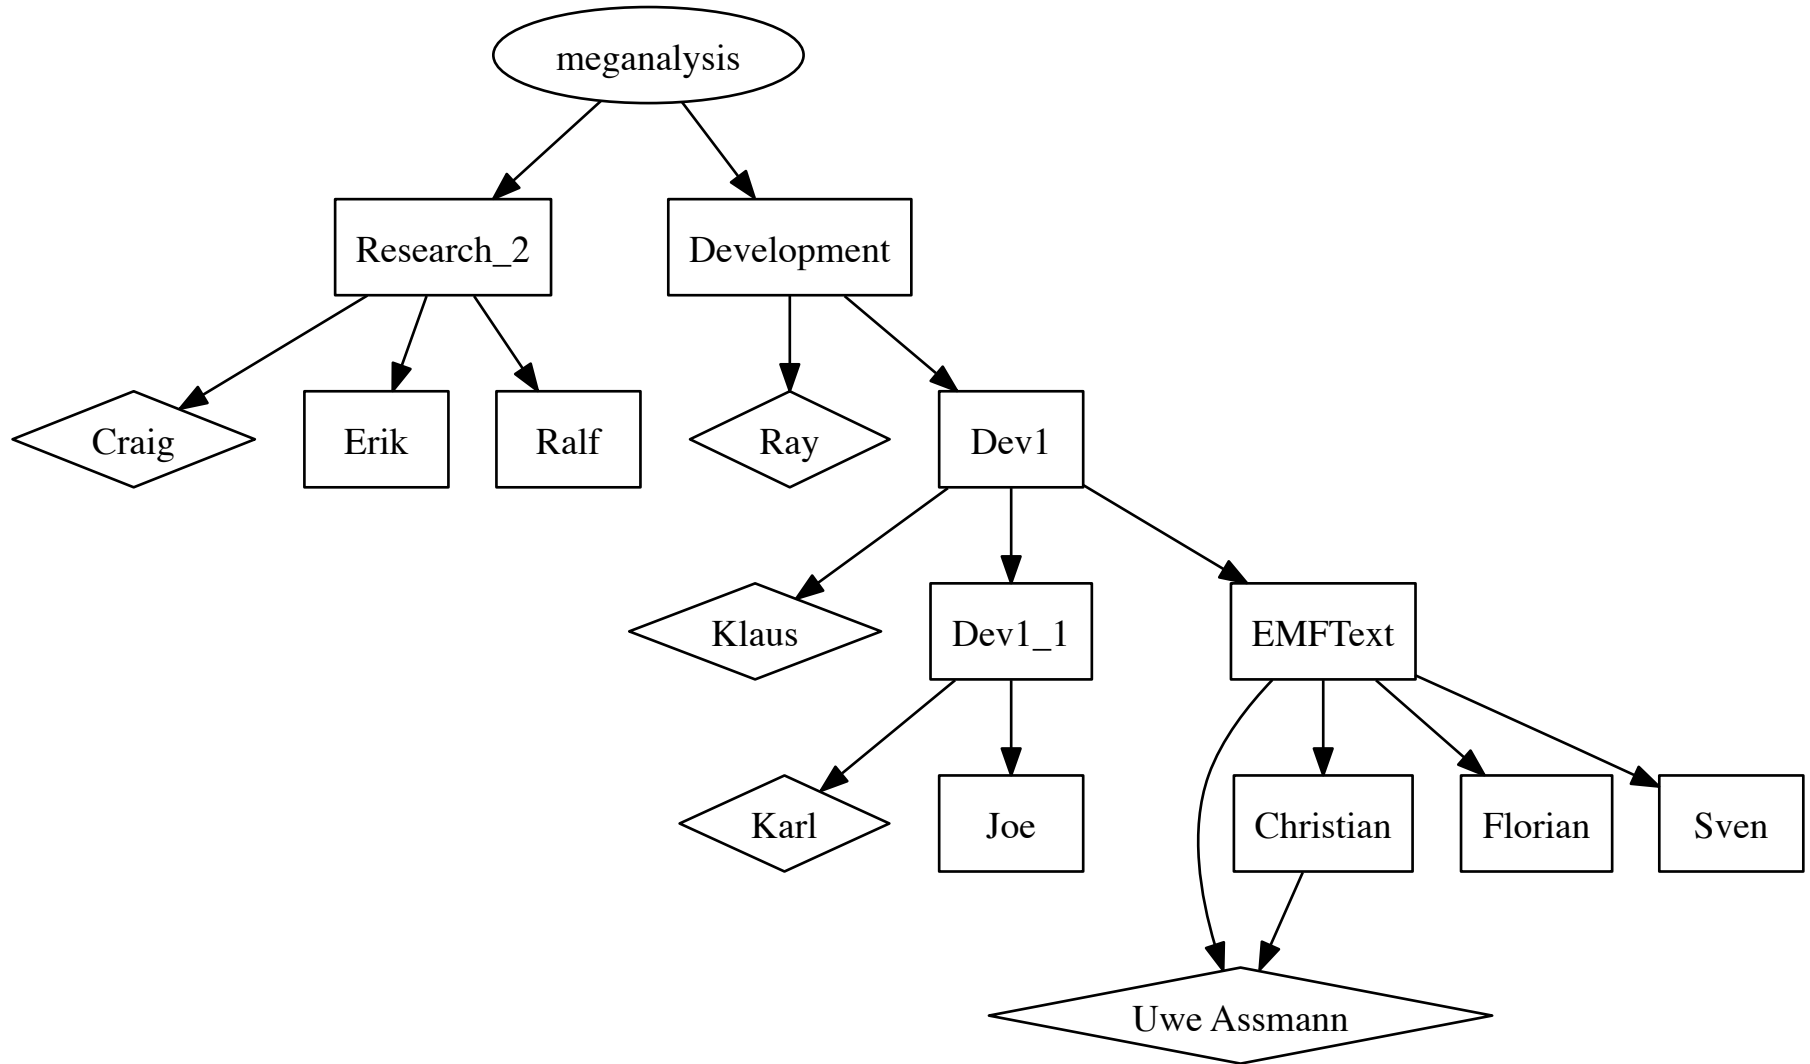 meganalysis
Research_2
Development
Craig
Erik
Ralf
Ray
Dev1
Klaus
Dev1_1
EMFText
Karl
Joe
Christian
Florian
Sven
Uwe Assmann